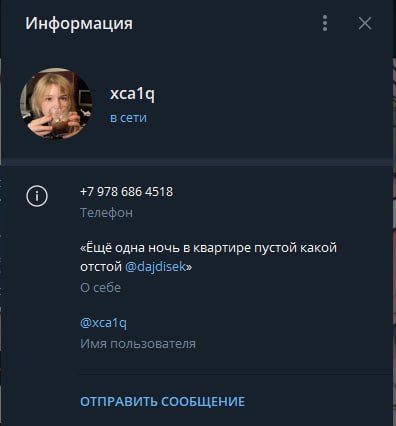 Информация
xca1q
в сети
+7 978 686 4518
Телефон
«Ёщё одна ночь в квартире пустой какой
отстой @dajdisek»
О себе
@xca1q
Имя пользователя
ОТПРАВИТЬ СООБЩЕНИЕ